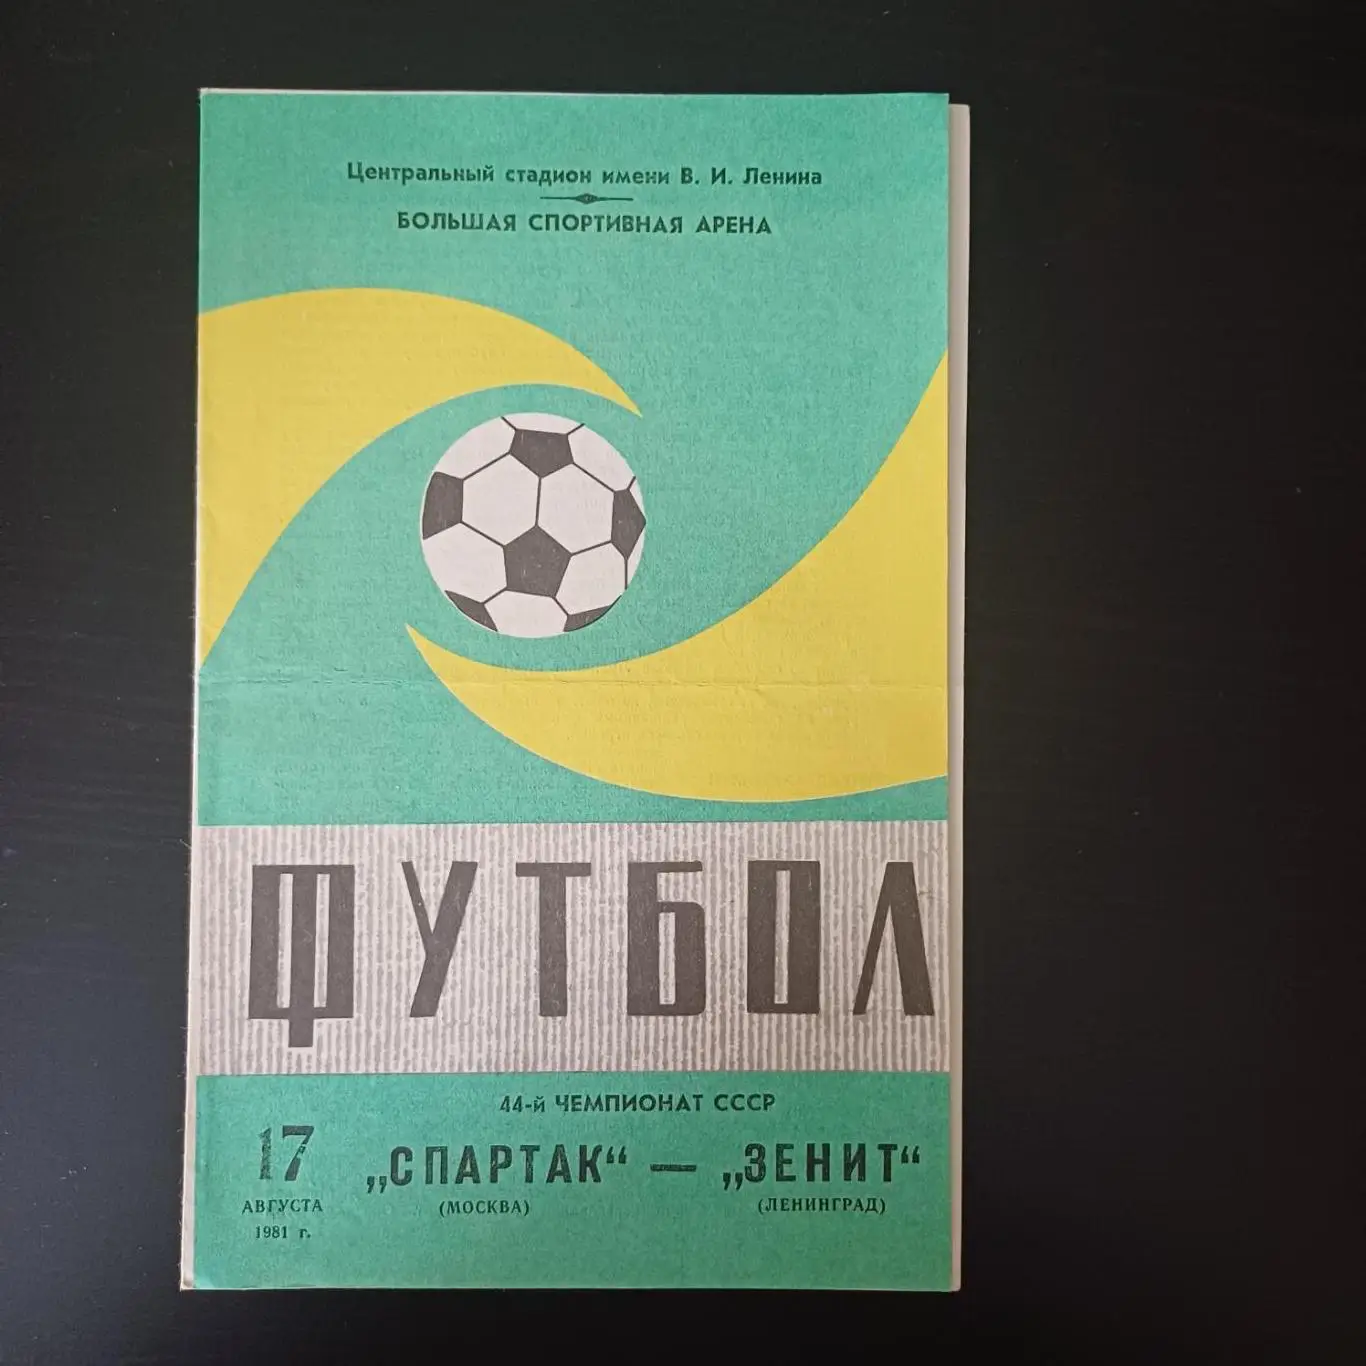 Центральный стадион имени В. И. Ленина
БОЛЬШАЯ СПОРТИВНАЯ АРЕНА
ФУТБОЛ
44-й ЧЕМПИОНАТ СССР
17
АВГУСТА
1981 г.
„СПАРТАК“ — „ЗЕНИТ“
(МОСКВА) (ЛЕНИНГРАД)